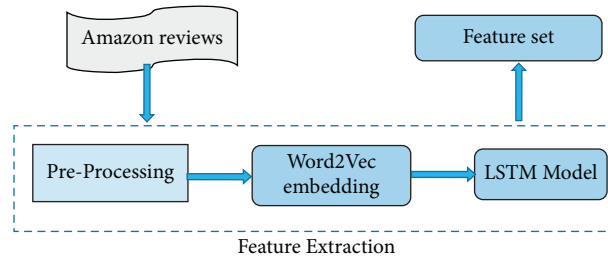 Amazon reviews
Feature set
Pre-Processing
Word2Vec
embedding
LSTM Model
Feature Extraction